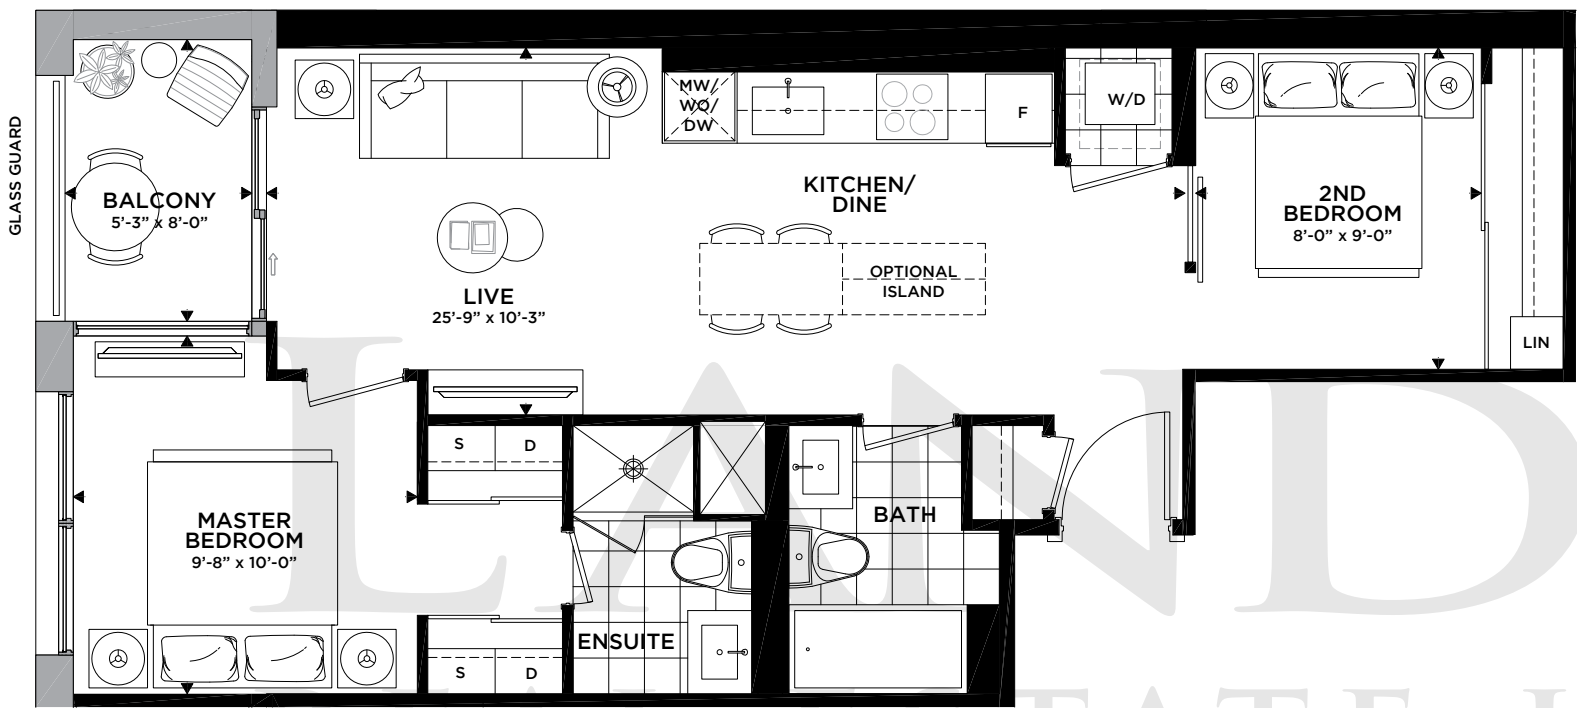 GLASS GUARD
BALCONY
5'-3" x 8'-0"
LIVE
25'-9" x 10'-3"
MW/
WO/
DW
F
W/D
KITCHEN/
DINE
OPTIONAL
ISLAND
2ND
BEDROOM
8'-0" x 9'-0"
LIN
MASTER
BEDROOM
9'-8" x 10'-0"
S
D
S
D
ENSUITE
BATH
LAND